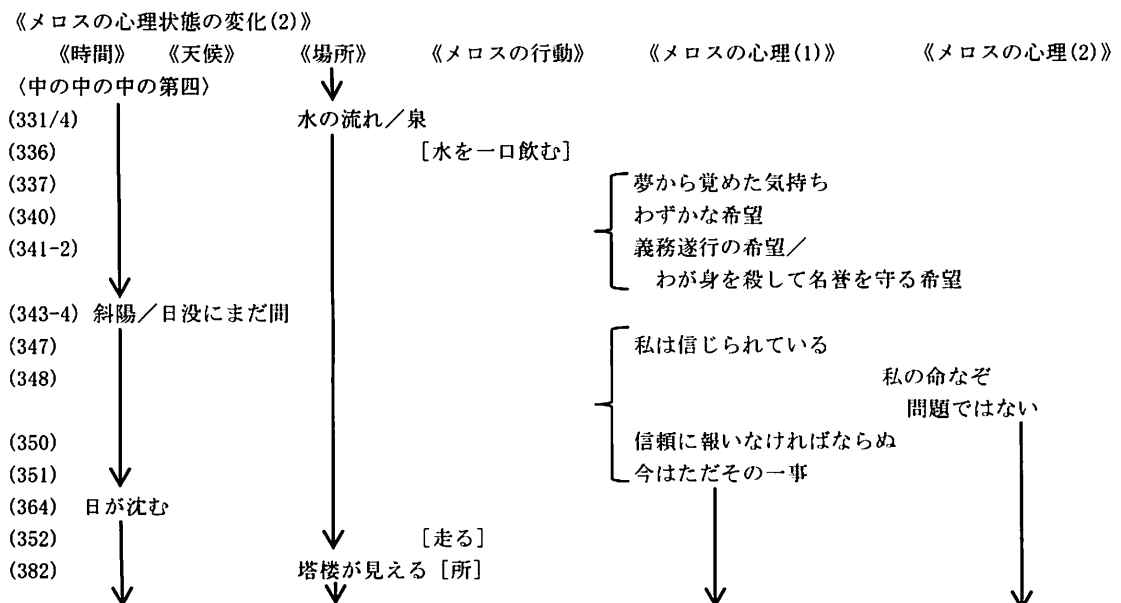 《メロスの心理状態の変化(2)》
《時間》 《天候》 《場所》 《メロスの行動》 《メロスの心理(1)》 《メロスの心理(2)》
〈中の中の中の第四〉
(331/4) 水の流れ／泉
(336) [水を一口飲む]
(337) 夢から覚めた気持ち
(340) わずかな希望
(341-2) 義務遂行の希望／
わが身を殺して名誉を守る希望
(343-4) 斜陽／日没にまだ間
(347) 私は信じられている
(348) 私の命なぞ
問題ではない
(350) 信頼に報いなければならぬ
(351) 今はただその一事
(364) 日が沈む
(352) [走る]
(382) 塔楼が見える [所]